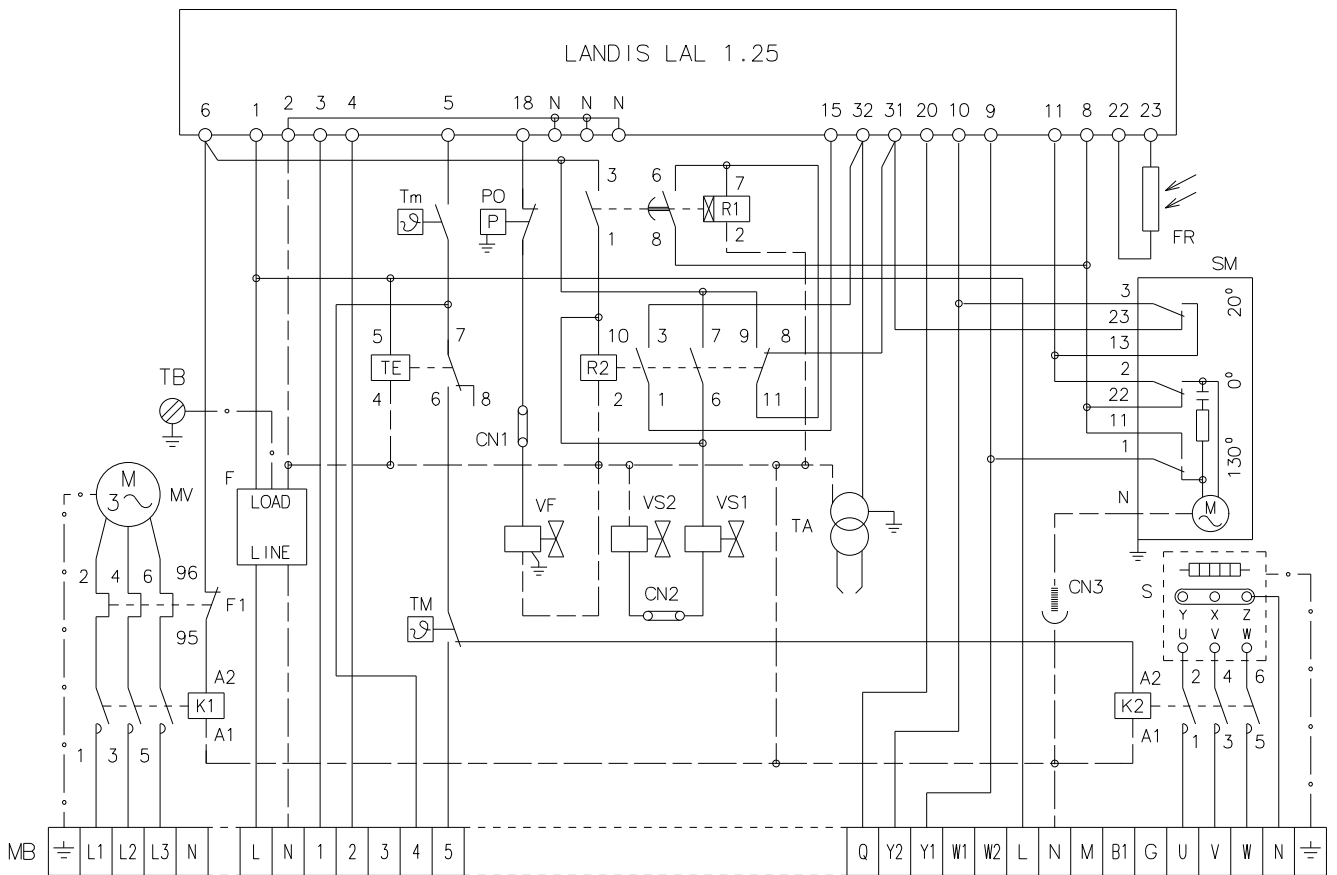 LANDIS LAL 1.25
6 1 2 3 4 5 18 N N N 15 32 31 20 10 9 11 8 22 23
Tm
PO
P
3
1
6
8
7
R1
2
FR
SM
3
23
13
2
22
11
1
N
20°
0°
130°
M
5
TE
4
7
6
8
10
R2
2
3
1
7
6
9
8
11
TB
CN1
M
3
MV
F
LOAD
LINE
VF
VS2
VS1
CN2
TA
CN3
S
Y X Z
U V W
2 4 6
96
F1
95
TM
A2
K1
A1
1 3 5
A2
K2
A1
2 4 6
1 3 5
MB
L1 L2 L3 N L N 1 2 3 4 5 Q Y2 Y1 W1 W2 L N M B1 G U V W N